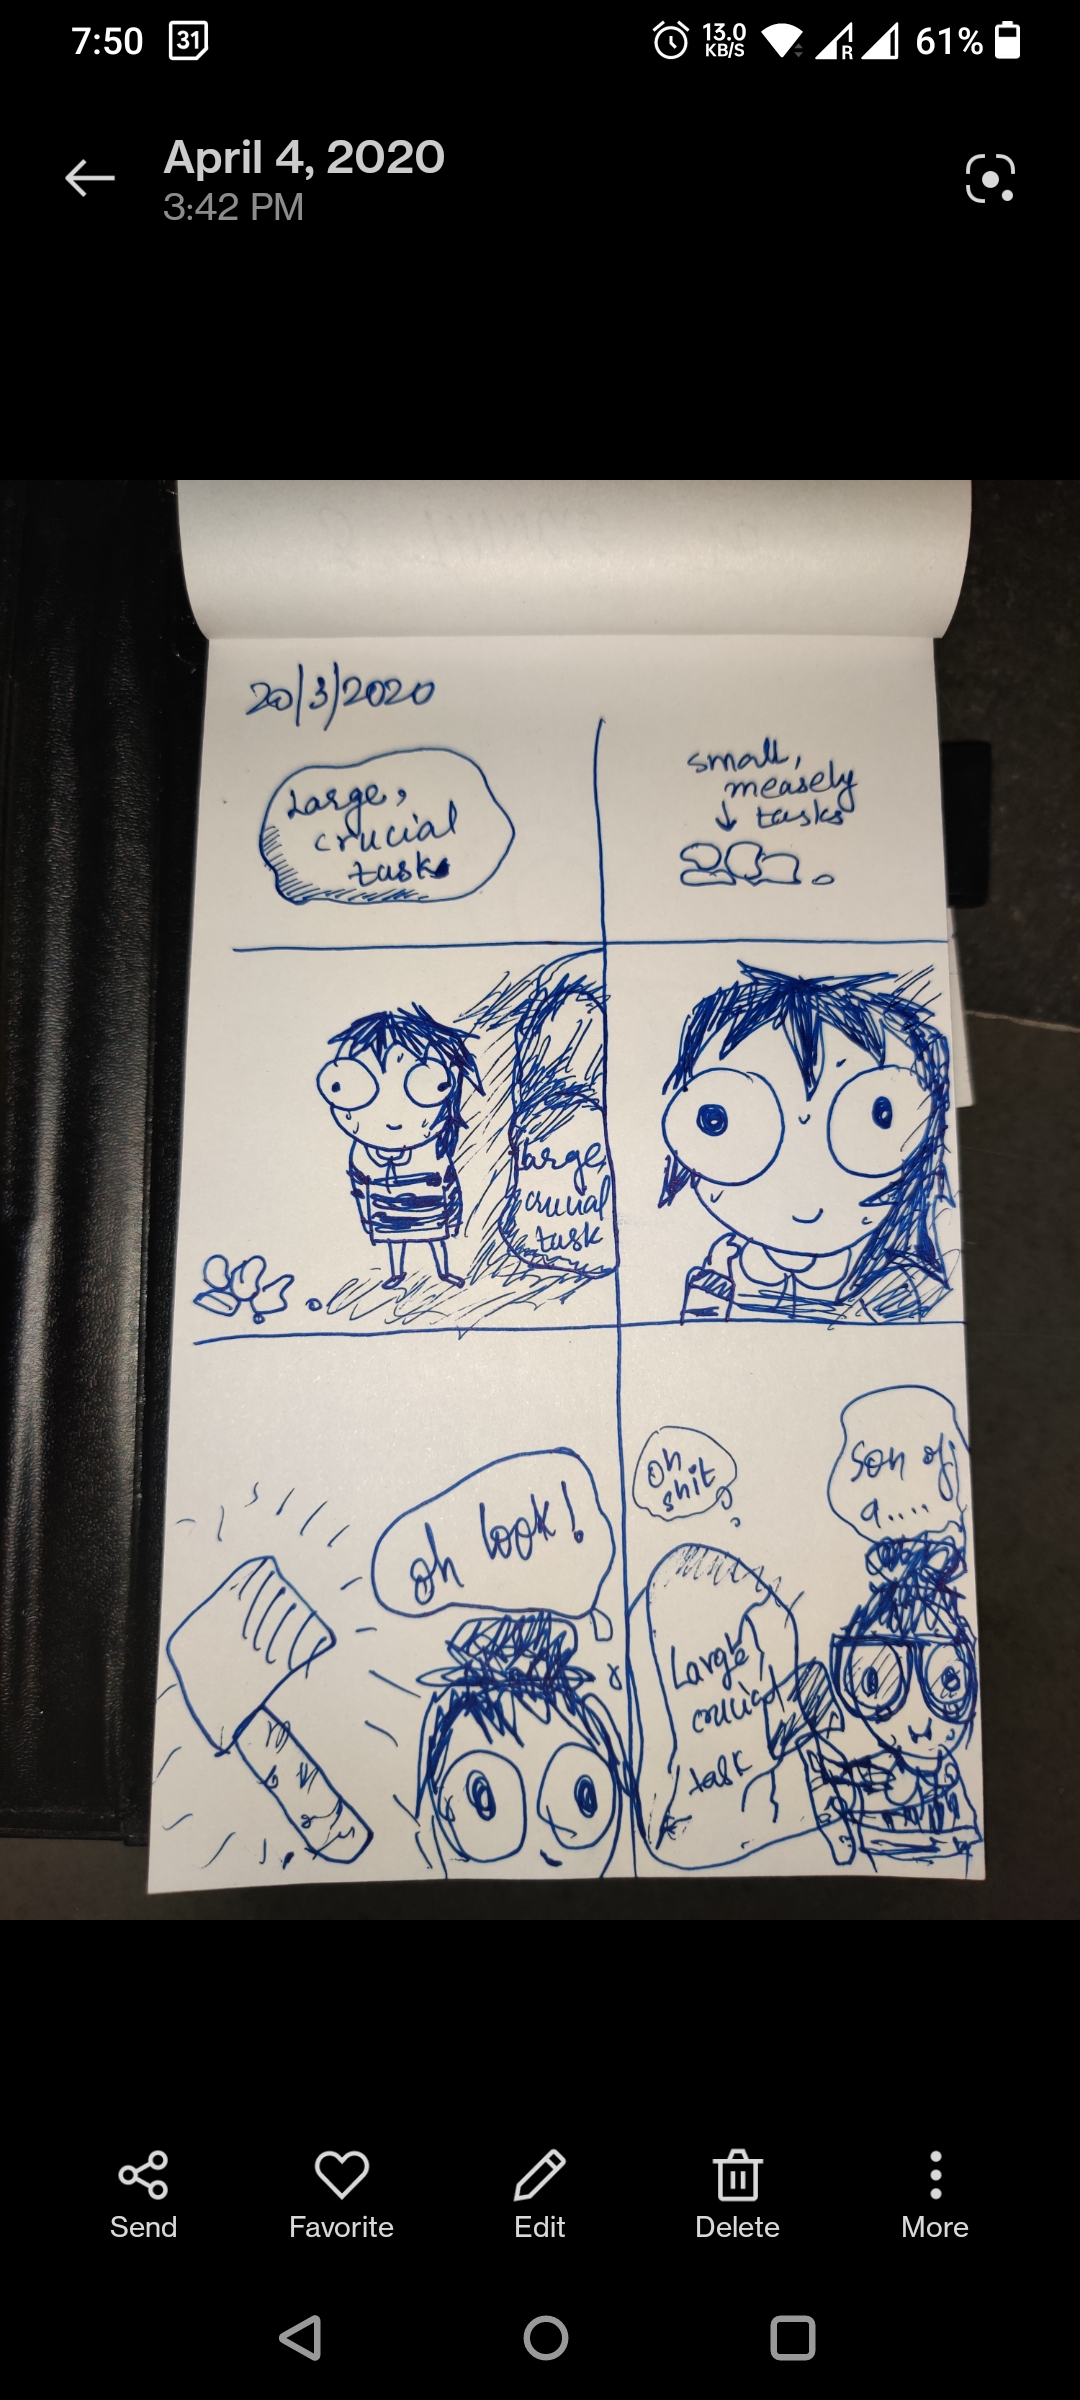 7:50
31
13.0
KB/S
R
61%
April 4, 2020
3:42 PM
20/3/2020
Large,
crucial
task
small,
measely
tasks
large,
crucial
task
oh look!
oh
shit
Son of
a....
Large,
crucial
task
Send
Favorite
Edit
Delete
More